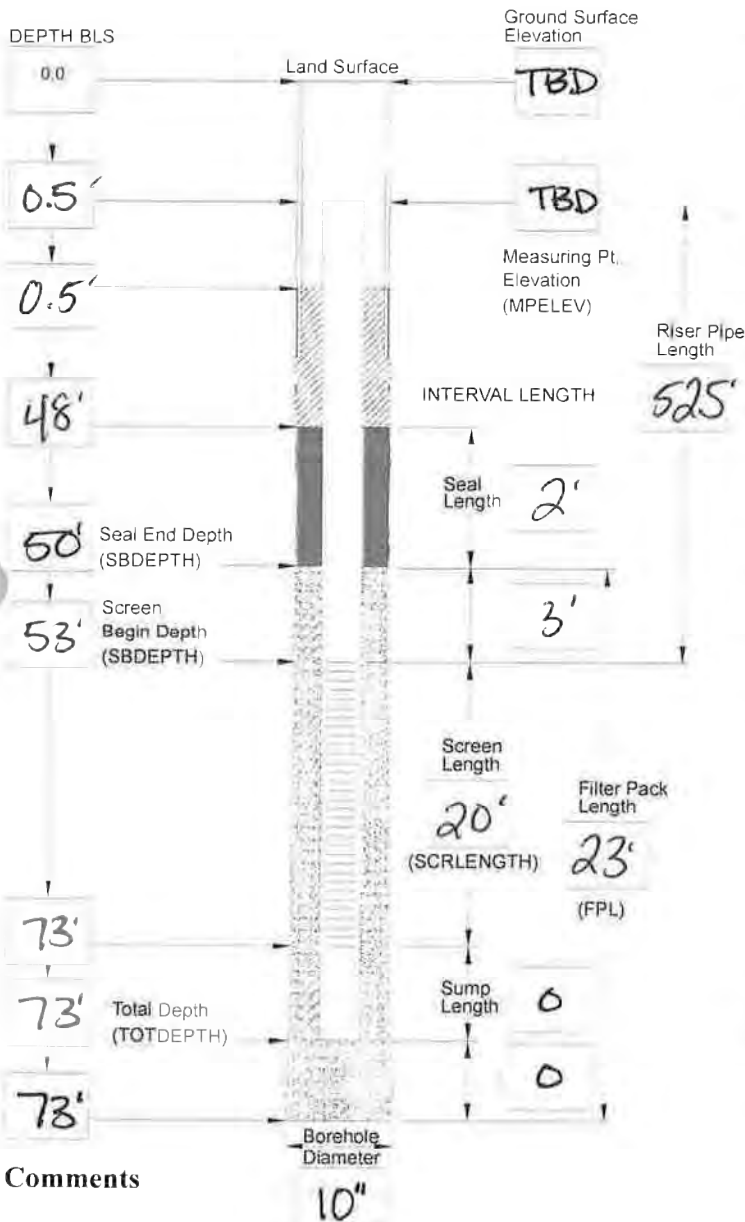 DEPTH BLS
Ground Surface
Elevation
0.0
Land Surface
TBD
0.5'
TBD
0.5'
Measuring Pt.
Elevation
(MPELEV)
Riser Pipe
Length
525'
48'
INTERVAL LENGTH
Seal
Length
2'
50'
Seal End Depth
(SBDEPTH)
53'
Screen
Begin Depth
(SBDEPTH)
3'
Screen
Length
20'
(SCRLENGTH)
Filter Pack
Length
23'
(FPL)
73'
73'
Total Depth
(TOTDEPTH)
Sump
Length
0
0
73'
Borehole
Diameter
10"
Comments